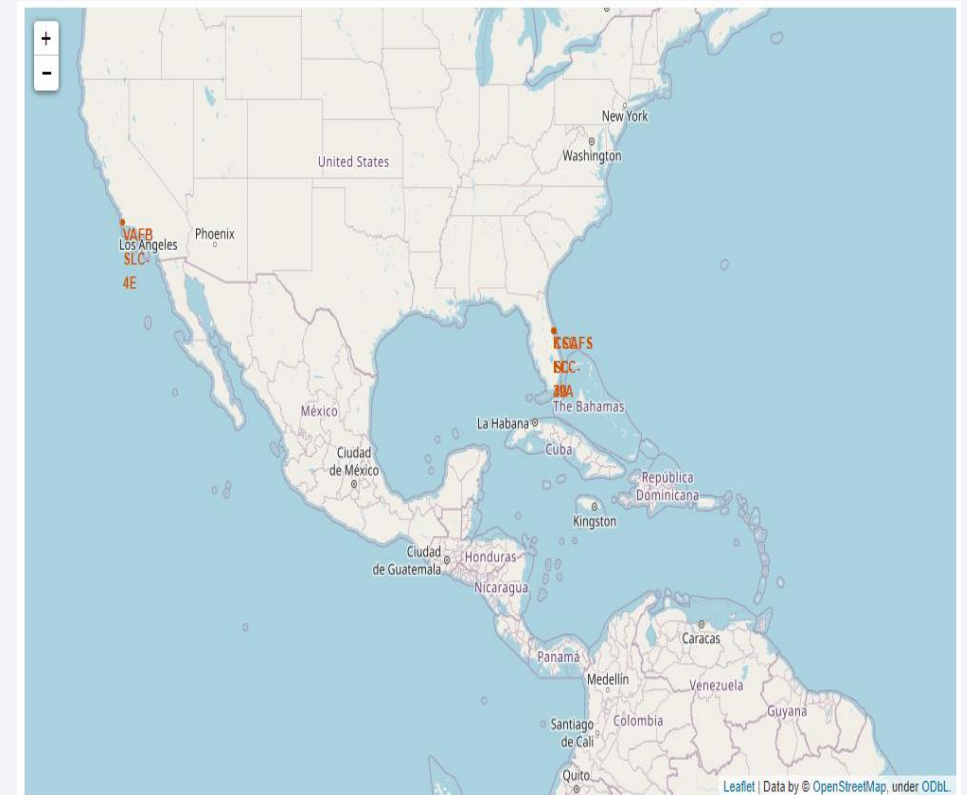 +
-
New York
Washington
United States
VAFB
Los Angeles
SLC-
4E
Phoenix
The Bahamas
La Habana
Cuba
México
Ciudad
de México
República
Dominicana
Kingston
Ciudad
de Guatemala
Honduras
Nicaragua
Panamá
Caracas
Medellín
Venezuela
Guyana
Santiago
de Cali
Colombia
Quito
Leaflet | Data by © OpenStreetMap, under ODbL.